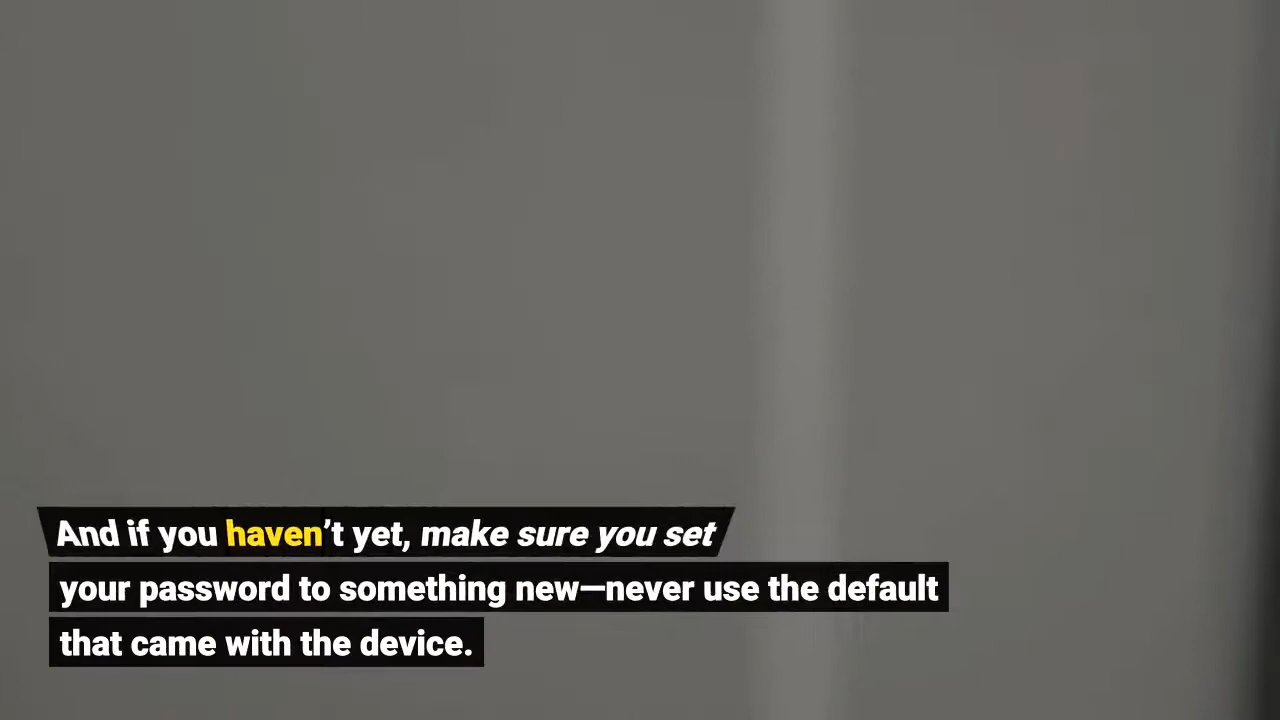 And if you haven’t yet, make sure you set
your password to something new—never use the default
that came with the device.